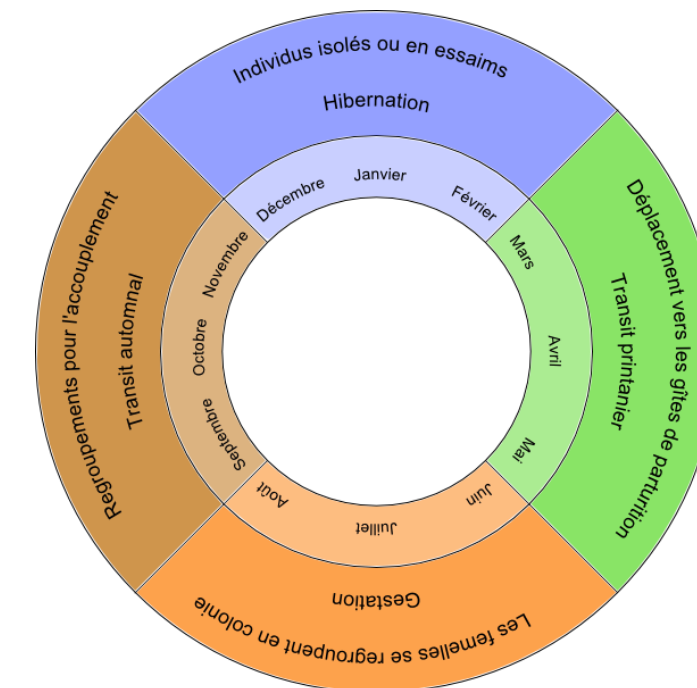 Individus isolés ou en essaims
Hibernation
Décembre
Janvier
Février
Déplacement vers les gîtes de parturition
Transit printanier
Mars
Avril
Mai
Les femelles se regroupent en colonie
Gestation
Juin
Juillet
Août
Regroupements pour l'accouplement
Transit automnal
Septembre
Octobre
Novembre